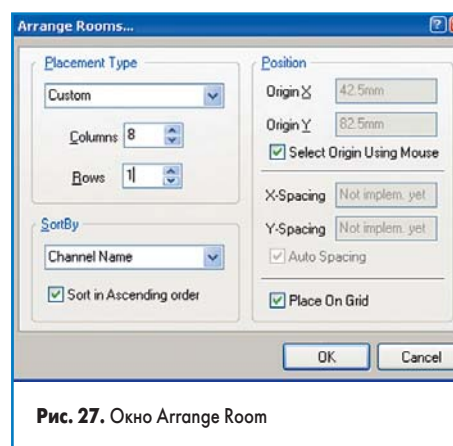 Arrange Rooms...
Placement Type
Custom
Columns 8
Rows 1
SortBy
Channel Name
Sort in Ascending order
Position
Origin X 42.5mm
Origin Y 82.5mm
Select Origin Using Mouse
X-Spacing Not implem. yet
Y-Spacing Not implem. yet
Auto Spacing
Place On Grid
OK Cancel
Рис. 27. Окно Arrange Room